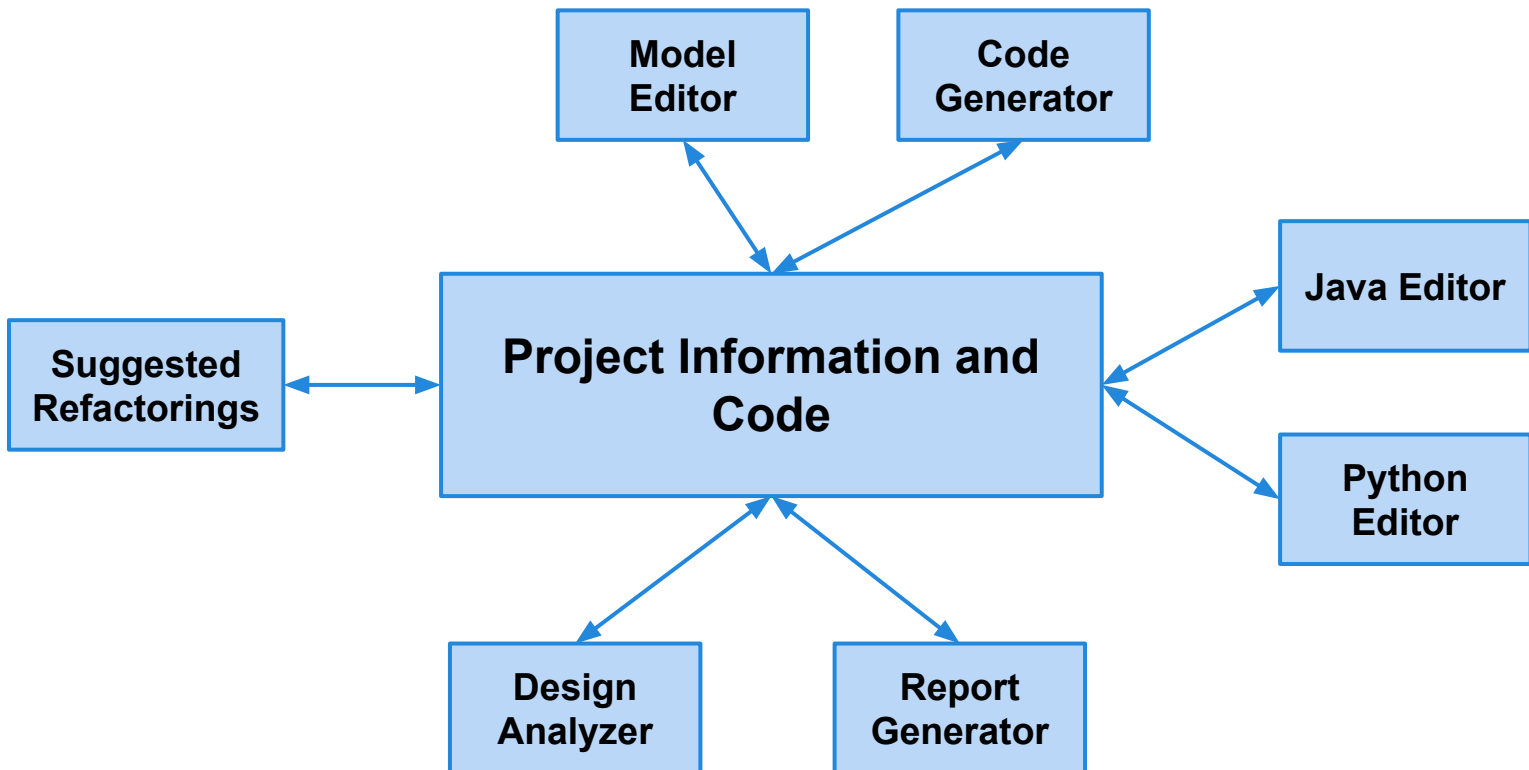 Model
Editor
Code
Generator
Java Editor
Project Information and
Code
Suggested
Refactorings
Python
Editor
Design
Analyzer
Report
Generator